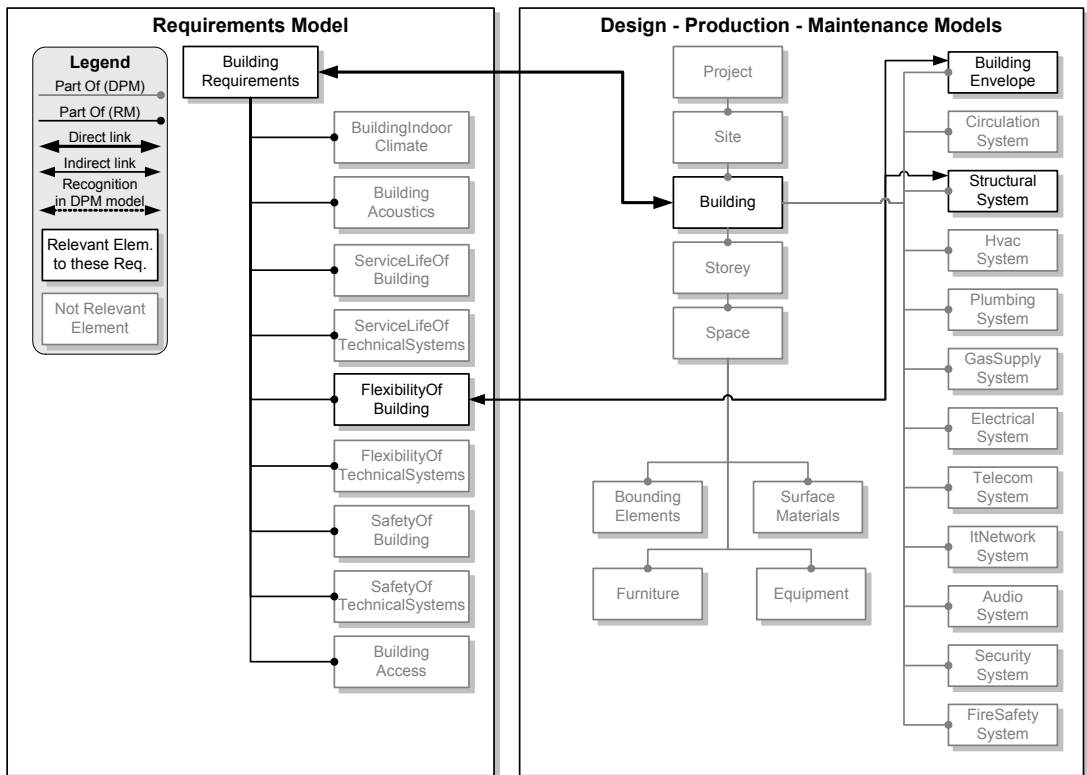 Requirements Model
Legend
Part Of (DPM)
Part Of (RM)
Direct link
Indirect link
Recognition
in DPM model
Relevant Elem.
to these Req.
Not Relevant
Element
Building
Requirements
BuildingIndoor
Climate
Building
Acoustics
ServiceLifeOf
Building
ServiceLifeOf
TechnicalSystems
FlexibilityOf
Building
FlexibilityOf
TechnicalSystems
SafetyOf
Building
SafetyOf
TechnicalSystems
Building
Access
Design - Production - Maintenance Models
Project
Site
Building
Storey
Space
Bounding
Elements
Surface
Materials
Furniture
Equipment
Building
Envelope
Circulation
System
Structural
System
Hvac
System
Plumbing
System
GasSupply
System
Electrical
System
Telecom
System
ItNetwork
System
Audio
System
Security
System
FireSafety
System